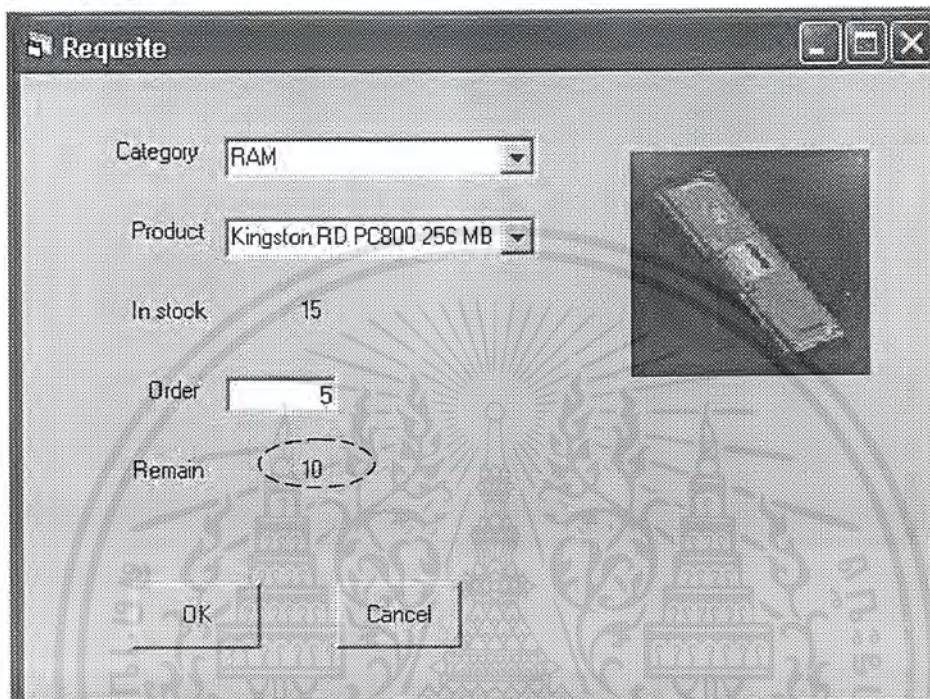 Requsite
Category RAM
Product Kingston RD PC800 256 MB
In stock 15
Order 5
Remain 10
OK Cancel